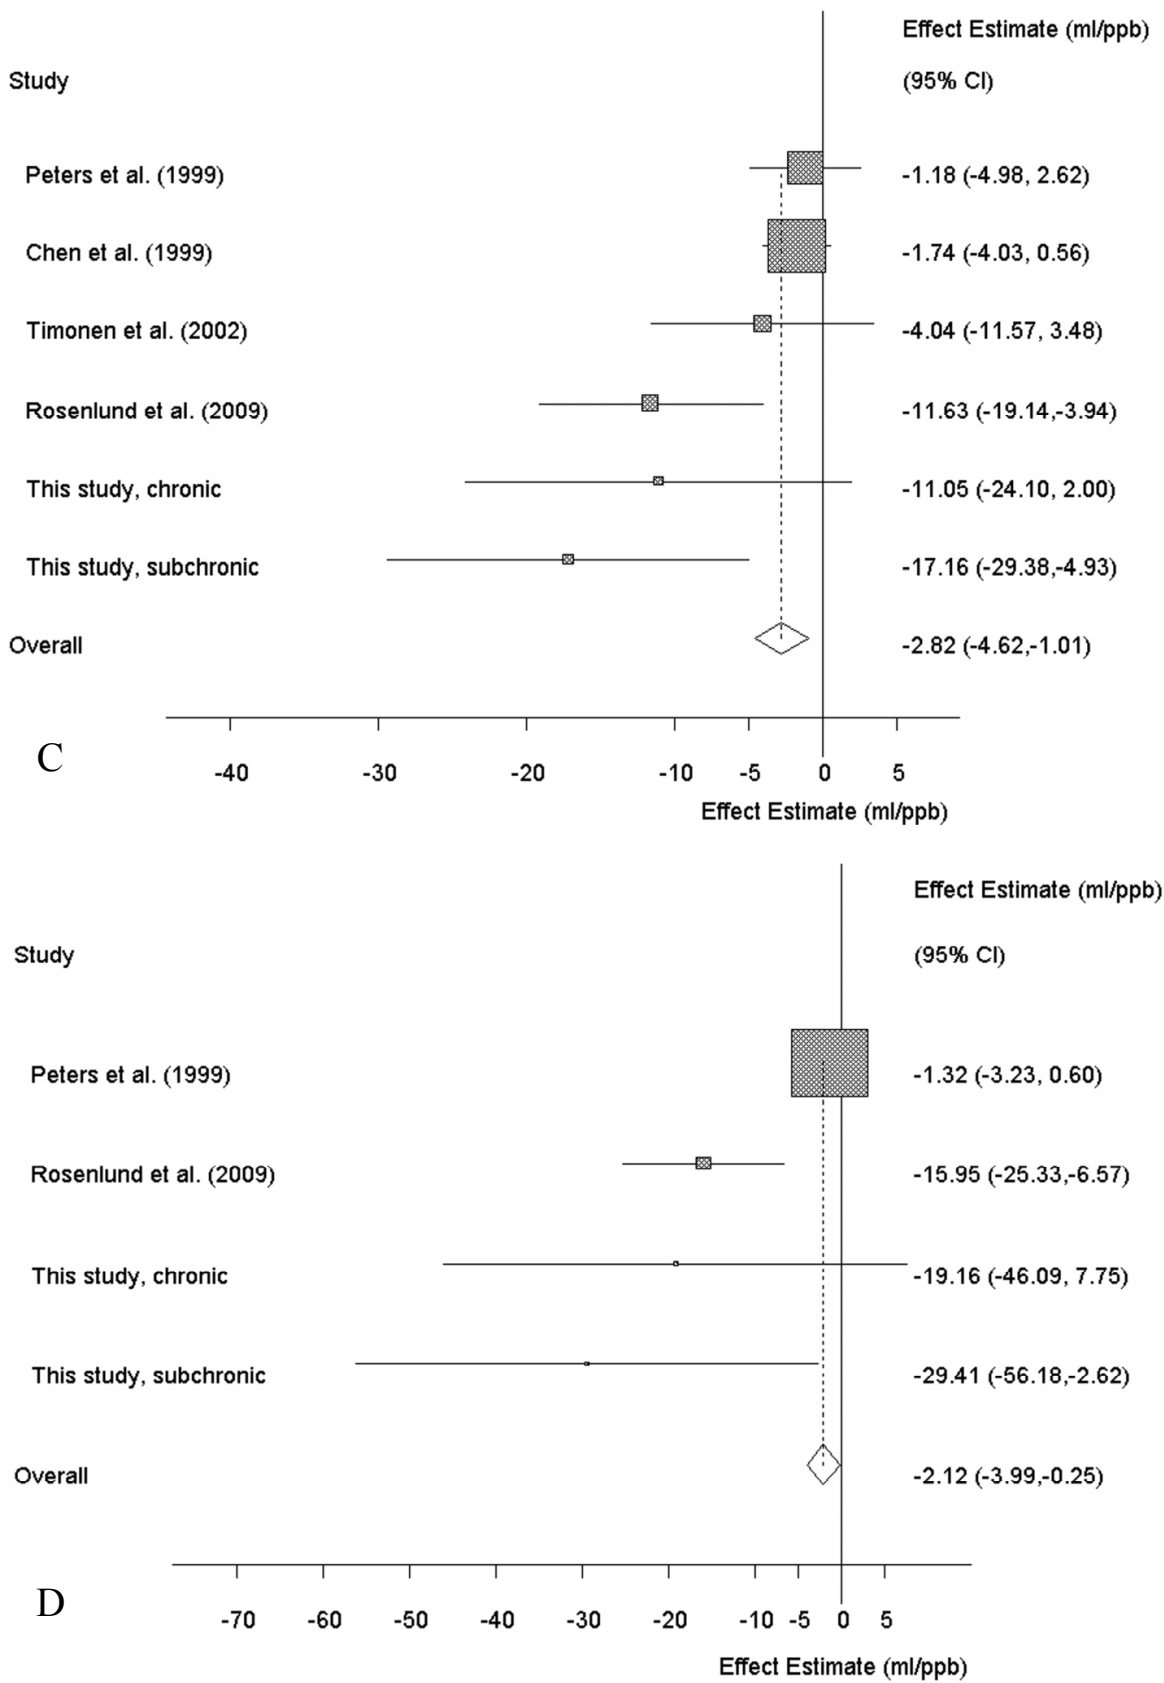 Effect Estimate (ml/ppb)
Study (95% CI)
Peters et al. (1999) -1.18 (-4.98, 2.62)
Chen et al. (1999) -1.74 (-4.03, 0.56)
Timonen et al. (2002) -4.04 (-11.57, 3.48)
Rosenlund et al. (2009) -11.63 (-19.14,-3.94)
This study, chronic -11.05 (-24.10, 2.00)
This study, subchronic -17.16 (-29.38,-4.93)
Overall -2.82 (-4.62,-1.01)
C
-40 -30 -20 -10 -5 0 5
Effect Estimate (ml/ppb)
Effect Estimate (ml/ppb)
Study (95% CI)
Peters et al. (1999) -1.32 (-3.23, 0.60)
Rosenlund et al. (2009) -15.95 (-25.33,-6.57)
This study, chronic -19.16 (-46.09, 7.75)
This study, subchronic -29.41 (-56.18,-2.62)
Overall -2.12 (-3.99,-0.25)
D
-70 -60 -50 -40 -30 -20 -10 -5 0 5
Effect Estimate (ml/ppb)